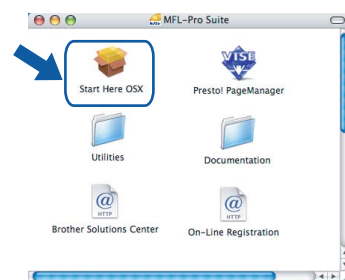 MFL-Pro Suite
Start Here OSX
VISE
Presto! PageManager
Utilities
Documentation
@
HTTP
@
HTTP
Brother Solutions Center
On-Line Registration